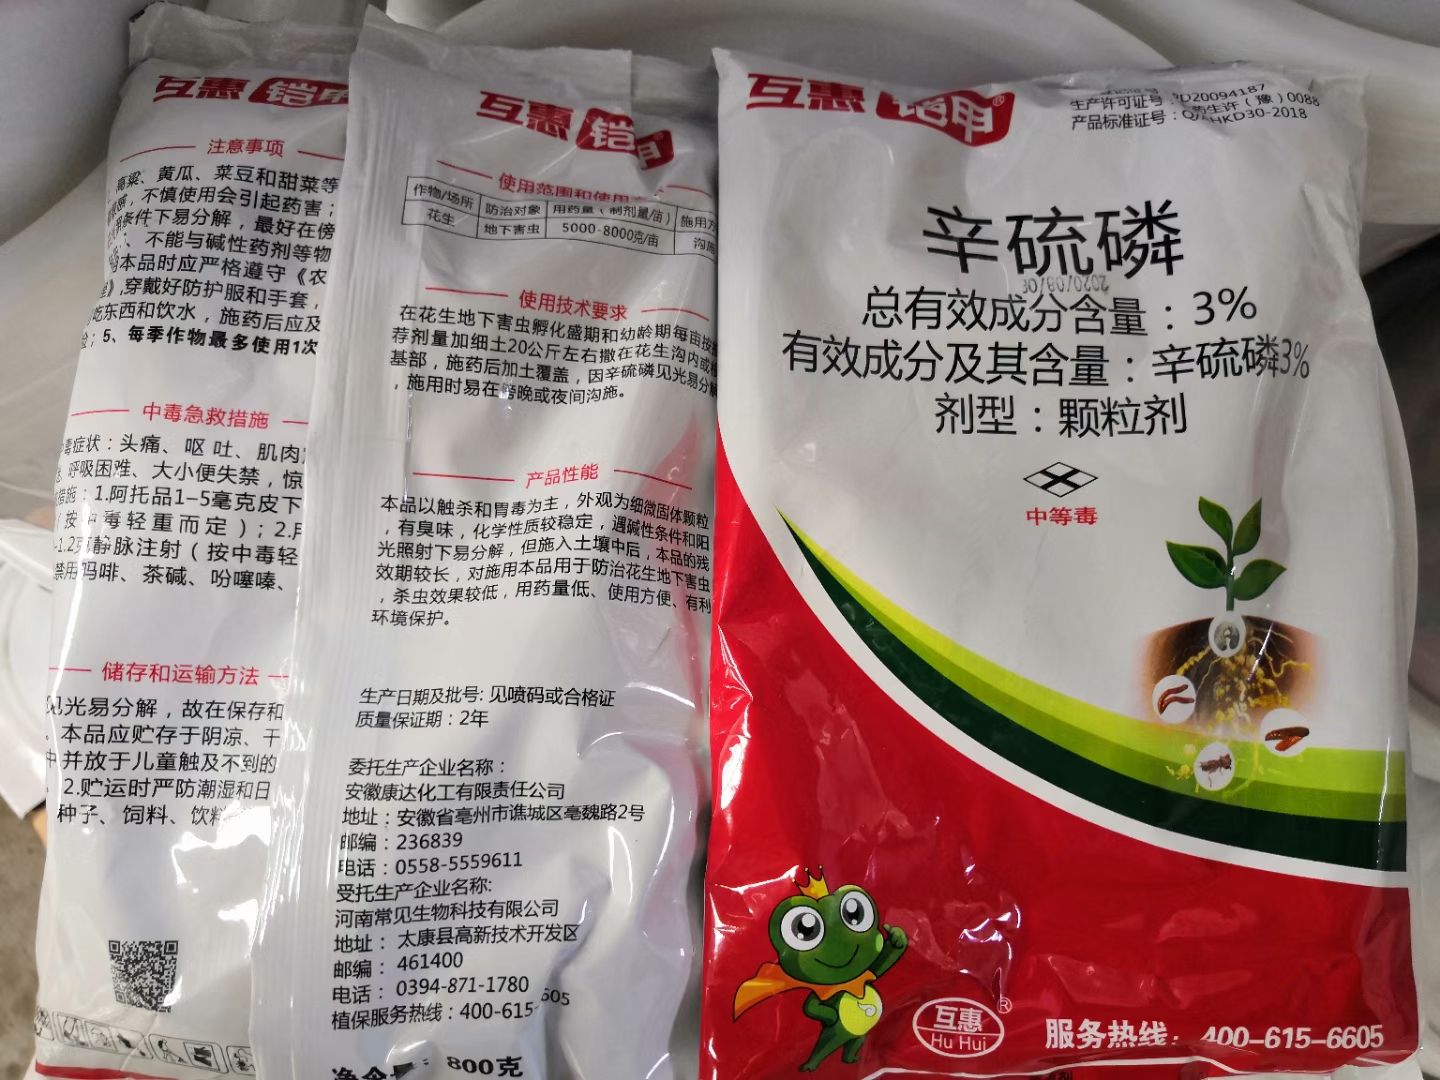 互惠 铠甲
注意事项
高粱、黄瓜、菜豆和甜菜等
不慎使用会引起药害;
条件下易分解，最好在傍
、不能与碱性药剂等物
本品时应严格遵守《农
》,穿戴好防护服和手套，
吃东西和饮水，施药后应及
；5、每季作物最多使用1次
中毒急救措施
毒症状：头痛、呕吐、肌肉
呼吸困难、大小便失禁，惊
措施：1.阿托品1-5毫克皮下
（按中毒轻重而定）；2.
-1.2克静脉注射（按中毒轻
禁用吗啡、茶碱、吩噻嗪、
储存和运输方法
见光易分解，故在保存和
。本品应贮存于阴凉、干
中并放于儿童触及不到的
。2.贮运时严防潮湿和日
种子、饲料、饮料
互惠 铠甲
使用范围和使用
作物/场所 防治对象 用药量（制剂量/亩） 施用方
花生 地下害虫 5000-8000克/亩 沟施
使用技术要求
在花生地下害虫孵化盛期和幼龄期每亩按
荐剂量加细土20公斤左右撒在花生沟内或
基部，施药后加土覆盖，因辛硫磷见光易分解
，施用时易在傍晚或夜间沟施。
产品性能
本品以触杀和胃毒为主，外观为细微固体颗粒
，有臭味，化学性质较稳定，遇碱性条件和阳
光照射下易分解，但施入土壤中后，本品的残
效期较长，对施用本品用于防治花生地下害虫
，杀虫效果较低，用药量低、使用方便、有利
环境保护。
生产日期及批号: 见喷码或合格证
质量保证期：2年
委托生产企业名称：
安徽康达化工有限责任公司
地址：安徽省亳州市谯城区亳魏路2号
邮编：236839
电话：0558-5559611
受托生产企业名称:
河南常见生物科技有限公司
地址： 太康县高新技术开发区
邮编： 461400
电话： 0394-871-1780
植保服务热线：400-615- 605
净含量： 800克
互惠 铠甲®
PD20094187
生产许可证号： 药生许（豫）0088
产品标准证号： HKD30-2018
辛硫磷
总有效成分含量：3%
有效成分及其含量：辛硫磷3%
剂型：颗粒剂
中等毒
互惠®
Hu Hui
服务热线：400-615-6605